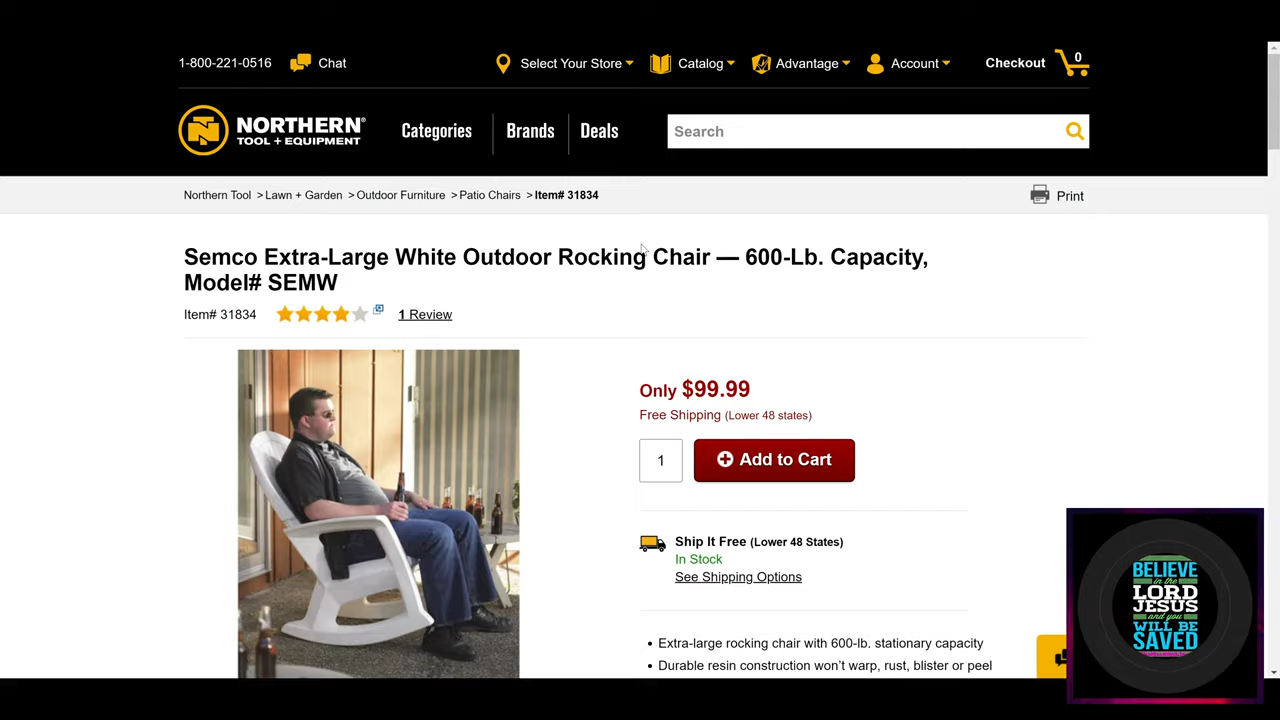 1-800-221-0516 Chat Select Your Store Catalog Advantage Account Checkout 0
NORTHERN®
TOOL + EQUIPMENT
Categories Brands Deals Search
Northern Tool > Lawn + Garden > Outdoor Furniture > Patio Chairs > Item# 31834 Print
Semco Extra-Large White Outdoor Rocking Chair — 600-Lb. Capacity,
Model# SEMW
Item# 31834 1 Review
Only $99.99
Free Shipping (Lower 48 states)
1 Add to Cart
Ship It Free (Lower 48 States)
In Stock
See Shipping Options
• Extra-large rocking chair with 600-lb. stationary capacity
• Durable resin construction won't warp, rust, blister or peel
BELIEVE
in the
LORD
JESUS
and you
WILL BE
SAVED